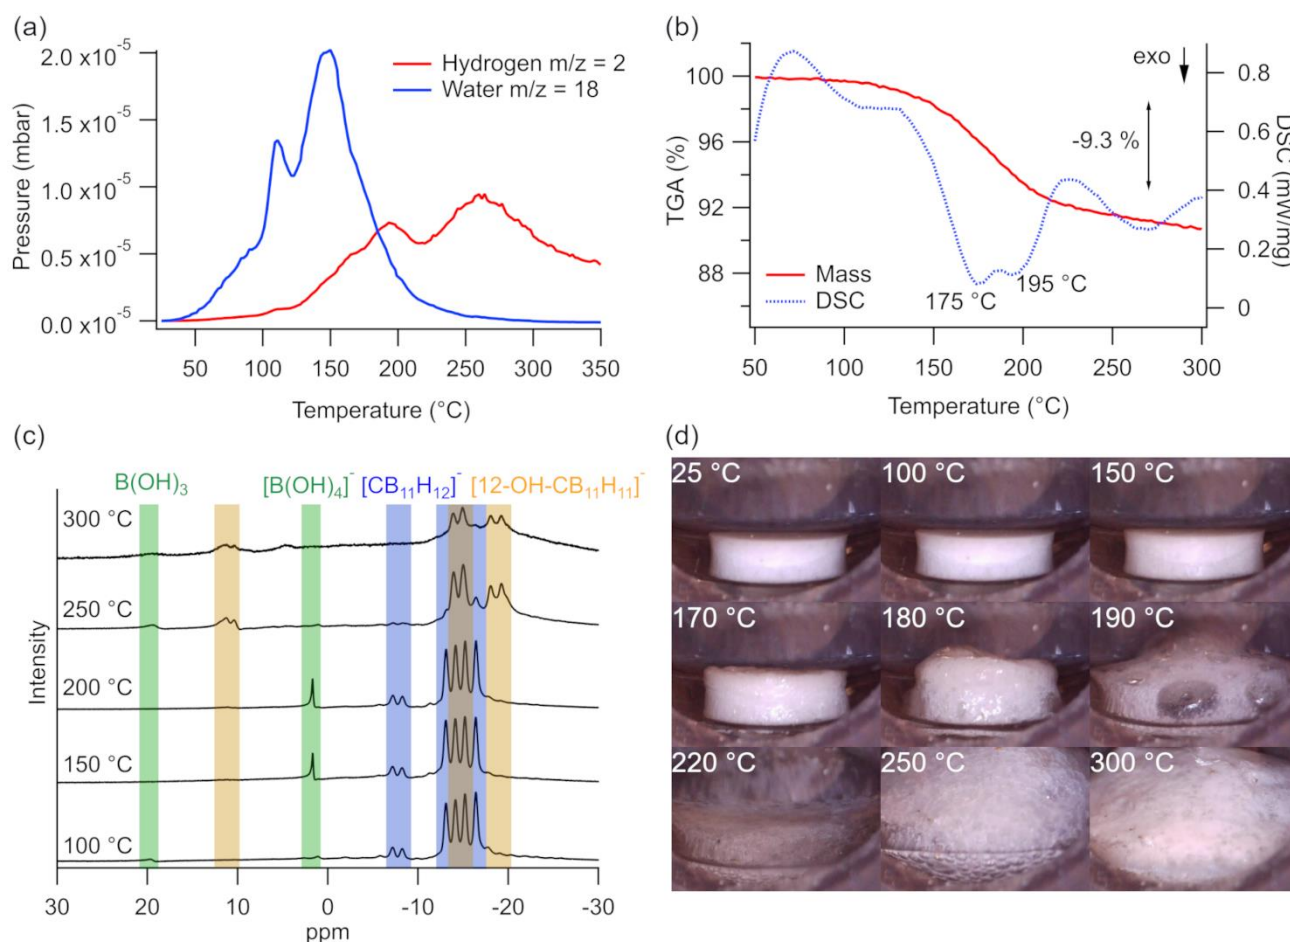 (a)
2.0 x10⁻⁵
1.5 x10⁻⁵
1.0 x10⁻⁵
0.5 x10⁻⁵
0.0 x10⁻⁵
Pressure (mbar)
Hydrogen m/z = 2
Water m/z = 18
50 100 150 200 250 300 350
Temperature (°C)
(b)
100
96
92
88
TGA (%)
exo
-9.3 %
0.8
0.6
0.4
0.2
0
DSC (mW/mg)
Mass
DSC
175 °C
195 °C
50 100 150 200 250 300
Temperature (°C)
(c)
B(OH)₃ [B(OH)₄]⁻ [CB₁₁H₁₂]⁻ [12-OH-CB₁₁H₁₁]⁻
300 °C
250 °C
200 °C
150 °C
100 °C
Intensity
30 20 10 0 -10 -20 -30
ppm
(d)
25 °C 100 °C 150 °C
170 °C 180 °C 190 °C
220 °C 250 °C 300 °C